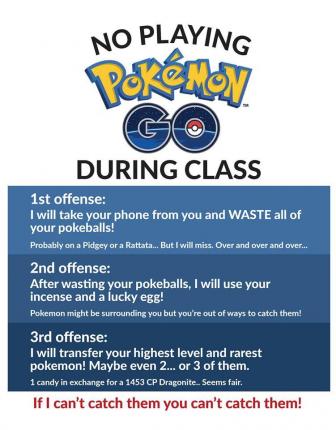 NO PLAYING
POKéMON
TM
GO
DURING CLASS
1st offense:
I will take your phone from you and WASTE all of
your pokeballs!
Probably on a Pidgey or a Rattata... But I will miss. Over and over and over...
2nd offense:
After wasting your pokeballs, I will use your
incense and a lucky egg!
Pokemon might be surrounding you but you're out of ways to catch them!
3rd offense:
I will transfer your highest level and rarest
pokemon! Maybe even 2... or 3 of them.
1 candy in exchange for a 1453 CP Dragonite.. Seems fair.
If I can't catch them you can't catch them!